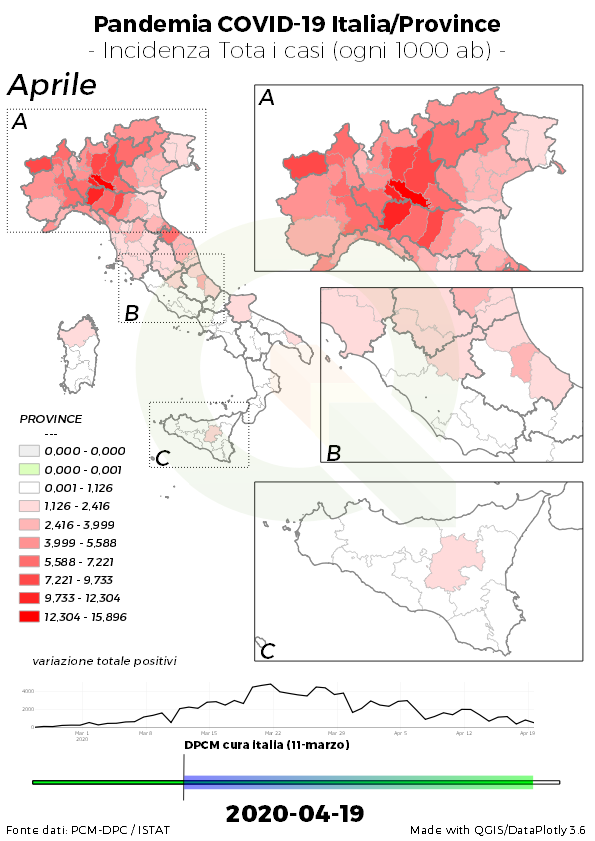 Pandemia COVID-19 Italia/Province
- Incidenza Tota i casi (ogni 1000 ab) -
Aprile
A
A
B
B
C
C
PROVINCE
---
0,000 - 0,000
0,000 - 0,001
0,001 - 1,126
1,126 - 2,416
2,416 - 3,999
3,999 - 5,588
5,588 - 7,221
7,221 - 9,733
9,733 - 12,304
12,304 - 15,896
variazione totale positivi
4000
2000
0
Mar 1 Mar 8 Mar 15 Mar 22 Mar 29 Apr 5 Apr 12 Apr 19
2020
DPCM cura italia (11-marzo)
2020-04-19
Fonte dati: PCM-DPC / ISTAT
Made with QGIS/DataPlotly 3.6